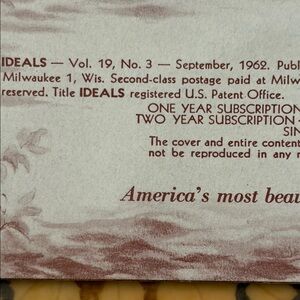 IDEALS — Vol. 19, No. 3 — September, 1962. Publ
Milwaukee 1, Wis. Second-class postage paid at Milw
reserved. Title IDEALS registered U.S. Patent Office.
ONE YEAR SUBSCRIPTION
TWO YEAR SUBSCRIPTION
SIN
The cover and entire content
not be reproduced in any
America's most beau